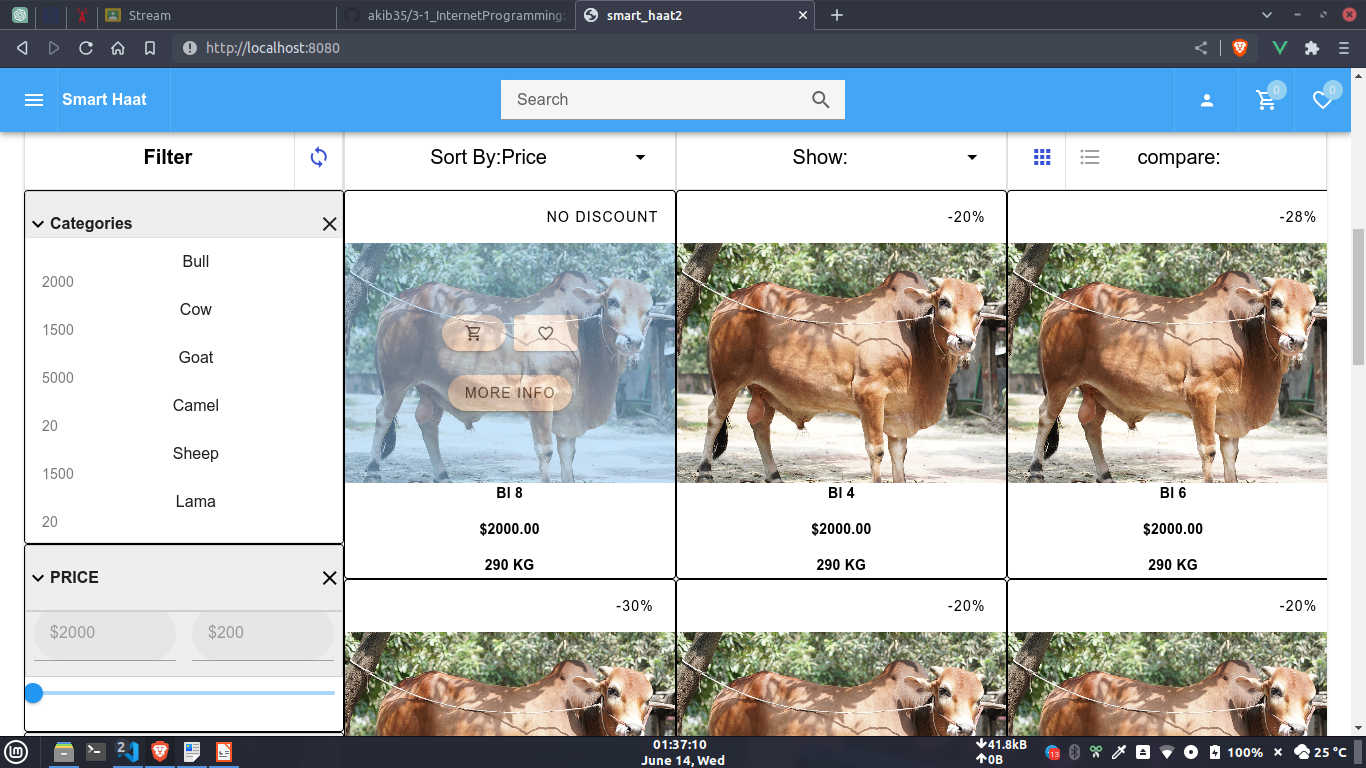 Stream
akib35/3-1_InternetProgramming:
smart_haat2
http://localhost:8080
Smart Haat
Search
0
0
Filter
Sort By:Price
Show:
compare:
Categories
Bull
2000
Cow
1500
Goat
5000
Camel
20
Sheep
1500
Lama
20
PRICE
$2000
$200
NO DISCOUNT
-20%
-28%
MORE INFO
BI 8
BI 4
BI 6
$2000.00
$2000.00
$2000.00
290 KG
290 KG
290 KG
-30%
-20%
-20%
2
01:37:10
June 14, Wed
41.8kB
0B
13
100%
25 °C